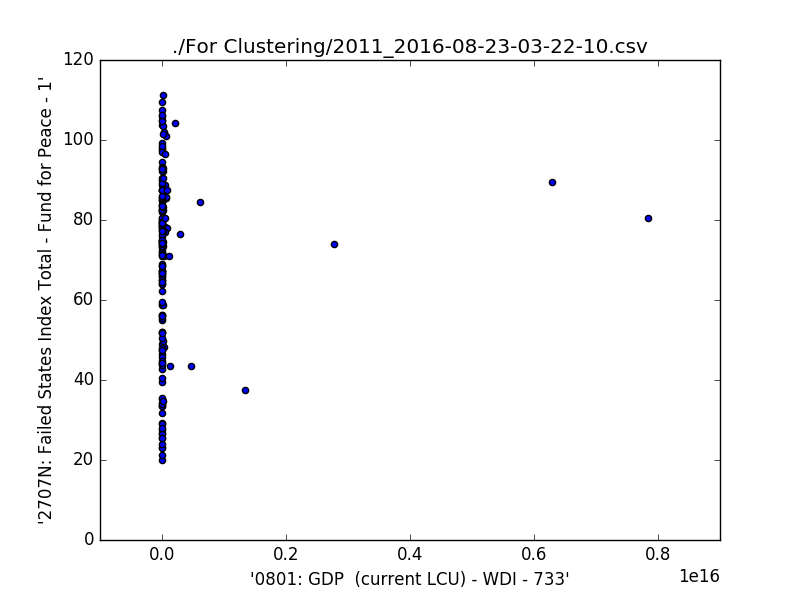 ./For Clustering/2011_2016-08-23-03-22-10.csv
'2707N: Failed States Index Total - Fund for Peace - 1'
120
100
80
60
40
20
0
0.0 0.2 0.4 0.6 0.8
1e16
'0801: GDP  (current LCU) - WDI - 733'